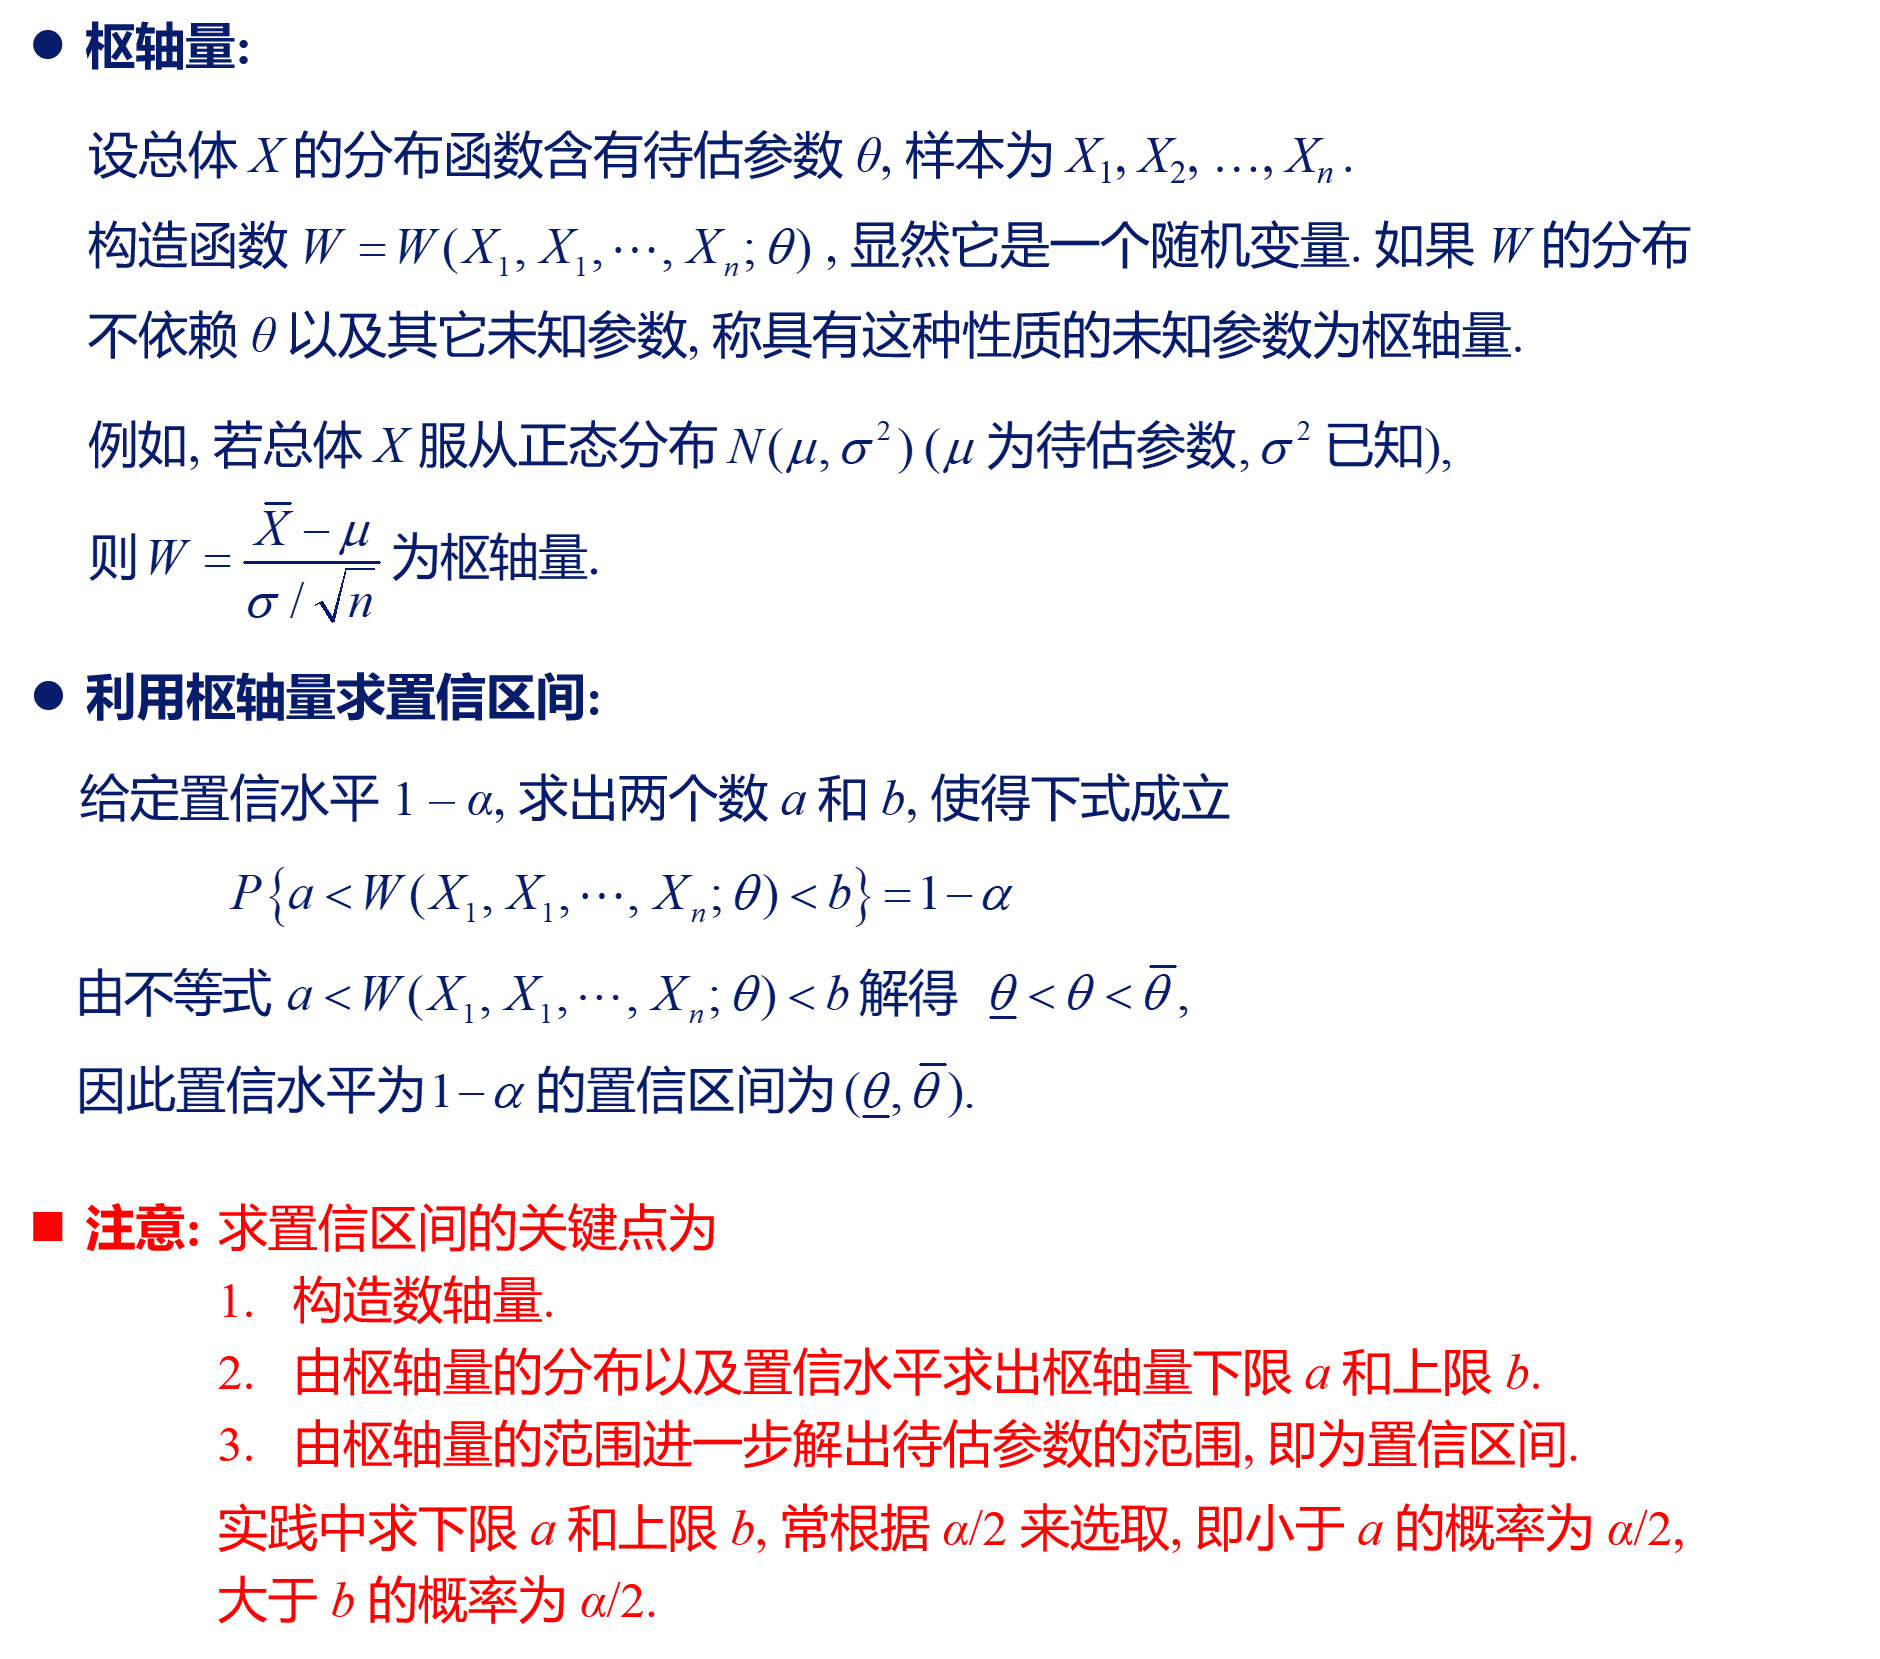 ● 枢轴量:
设总体 X 的分布函数含有待估参数 θ, 样本为 X₁, X₂, …, Xₙ .
构造函数 W = W(X₁, X₁, ⋯, Xₙ; θ) , 显然它是一个随机变量. 如果 W 的分布
不依赖 θ 以及其它未知参数, 称具有这种性质的未知参数为枢轴量.
例如, 若总体 X 服从正态分布 N(μ, σ²) (μ 为待估参数, σ² 已知),
则 W = (X̄ − μ) / (σ / √n) 为枢轴量.
● 利用枢轴量求置信区间:
给定置信水平 1 – α, 求出两个数 a 和 b, 使得下式成立
P{a < W(X₁, X₁, ⋯, Xₙ; θ) < b} = 1 − α
由不等式 a < W(X₁, X₁, ⋯, Xₙ; θ) < b 解得 θ̲ < θ < θ̅,
因此置信水平为 1 − α 的置信区间为 (θ̲, θ̅).
■ 注意: 求置信区间的关键点为
1. 构造数轴量.
2. 由枢轴量的分布以及置信水平求出枢轴量下限 a 和上限 b.
3. 由枢轴量的范围进一步解出待估参数的范围, 即为置信区间.
实践中求下限 a 和上限 b, 常根据 α/2 来选取, 即小于 a 的概率为 α/2,
大于 b 的概率为 α/2.